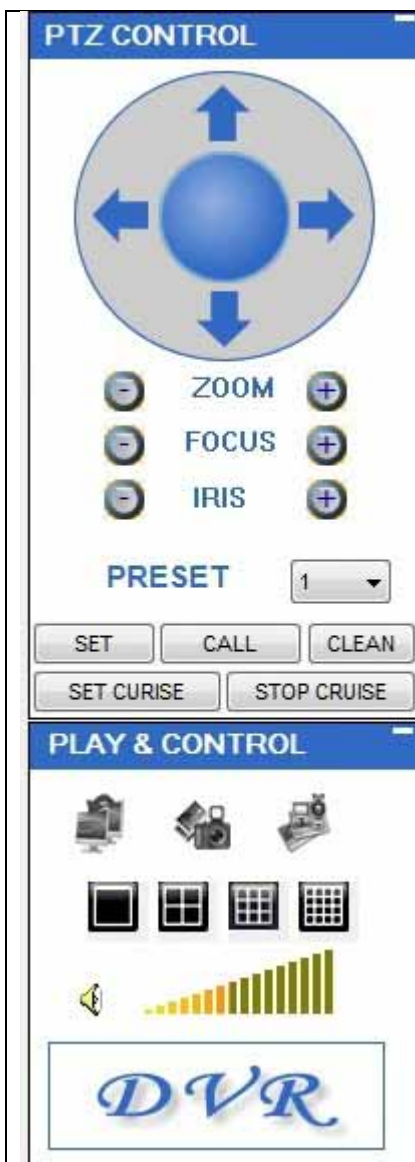 PTZ CONTROL
- ZOOM +
- FOCUS +
- IRIS +
PRESET 1
SET CALL CLEAN
SET CURISE STOP CRUISE
PLAY & CONTROL
DVR